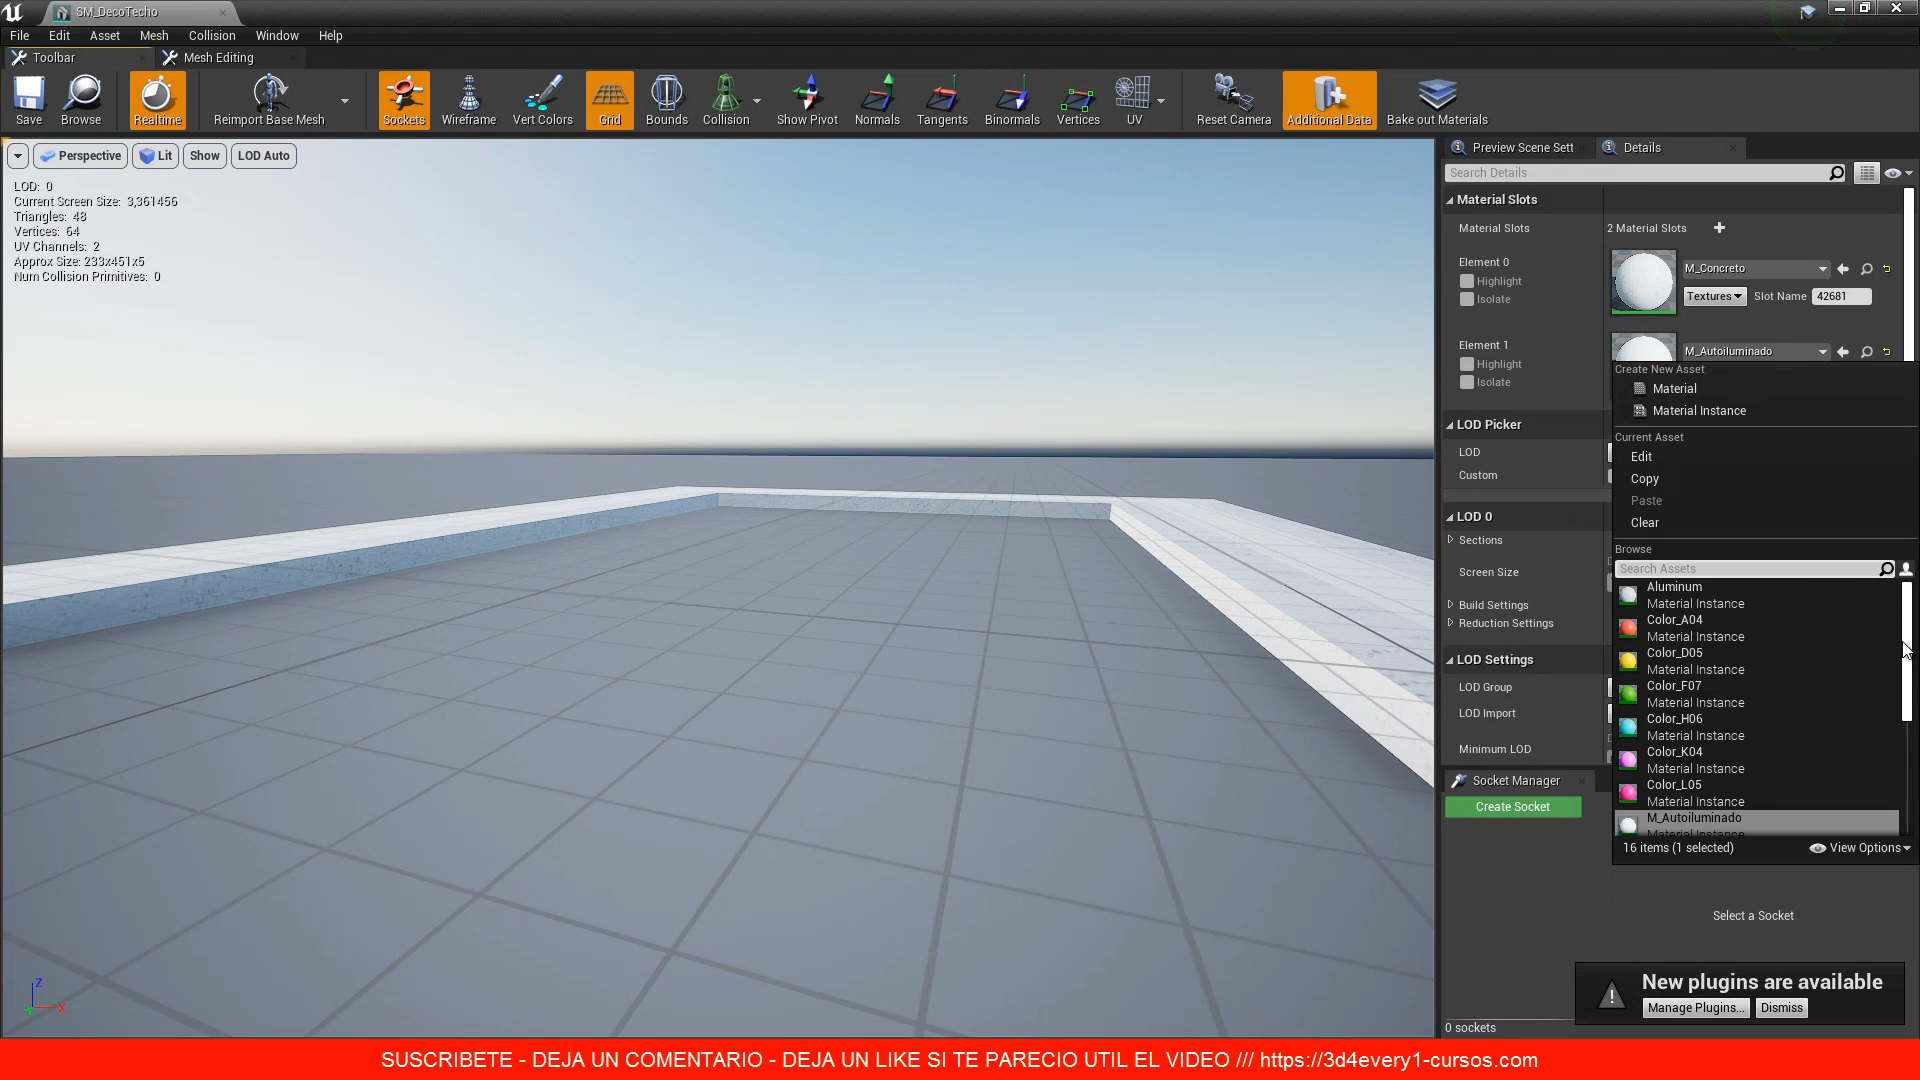 SM_DecoTecho
File Edit Asset Mesh Collision Window Help
Toolbar Mesh Editing
Save Browse Realtime Reimport Base Mesh Sockets Wireframe Vert Colors Grid Bounds Collision Show Pivot Normals Tangents Binormals Vertices UV Reset Camera Additional Data Bake out Materials
Perspective Lit Show LOD Auto
LOD: 0
Current Screen Size: 3,361456
Triangles: 48
Vertices: 64
UV Channels: 2
Approx Size: 233x451x5
Num Collision Primitives: 0
Z
X
Preview Scene Sett Details
Search Details
Material Slots
Material Slots 2 Material Slots
Element 0
Highlight
Isolate
M_Concreto
Textures Slot Name 42681
Element 1
Highlight
Isolate
M_Autoiluminado
LOD Picker
LOD
Custom
LOD 0
Sections
Screen Size
Build Settings
Reduction Settings
LOD Settings
LOD Group
LOD Import
Minimum LOD
Create New Asset
Material
Material Instance
Current Asset
Edit
Copy
Paste
Clear
Browse
Search Assets
Aluminum
Material Instance
Color_A04
Material Instance
Color_D05
Material Instance
Color_F07
Material Instance
Color_H06
Material Instance
Color_K04
Material Instance
Color_L05
Material Instance
M_Autoiluminado
Material Instance
16 items (1 selected) View Options
Socket Manager
Create Socket
Select a Socket
0 sockets
New plugins are available
Manage Plugins... Dismiss
SUSCRIBETE - DEJA UN COMENTARIO - DEJA UN LIKE SI TE PARECIO UTIL EL VIDEO /// https://3d4every1-cursos.com